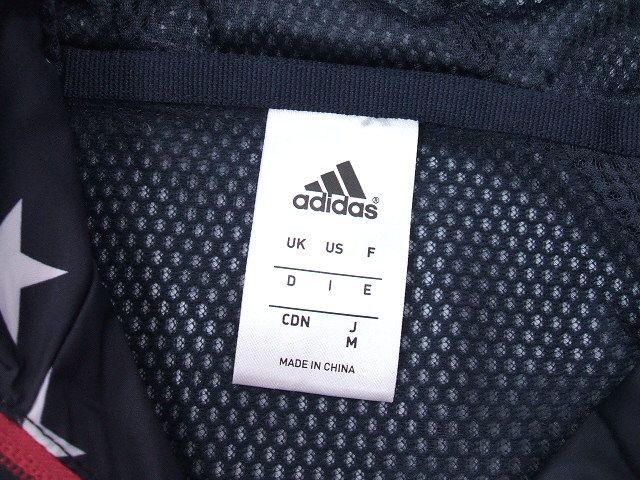 adidas
UK US F
D I E
CDN J
M
MADE IN CHINA